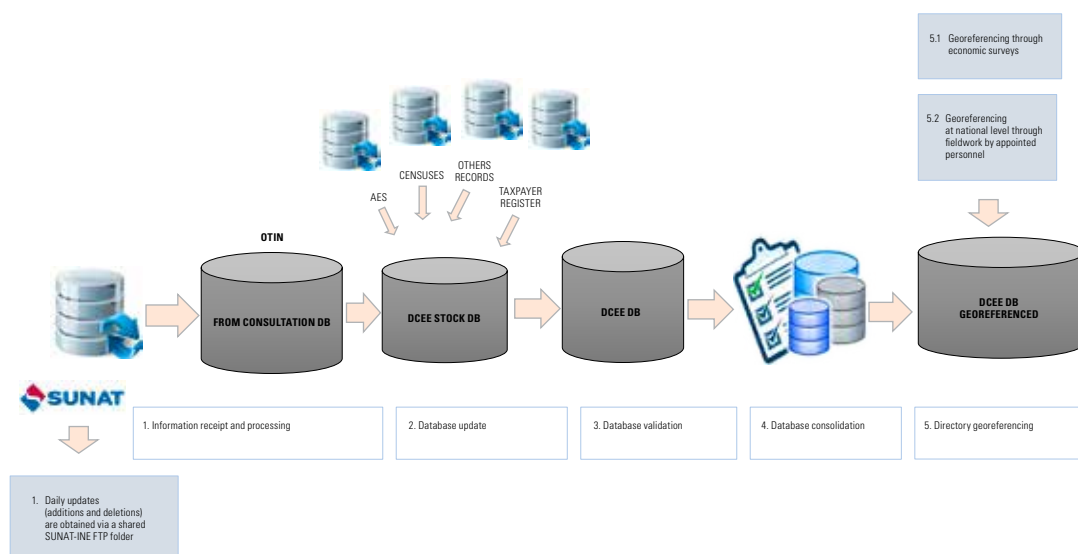 5.1 Georeferencing through
economic surveys
5.2 Georeferencing
at national level through
fieldwork by appointed
personnel
AES
CENSUSES
OTHERS
RECORDS
TAXPAYER
REGISTER
OTIN
FROM CONSULTATION DB
DCEE STOCK DB
DCEE DB
DCEE DB
GEOREFERENCED
SUNAT
1. Information receipt and processing
2. Database update
3. Database validation
4. Database consolidation
5. Directory georeferencing
1. Daily updates
(additions and deletions)
are obtained via a shared
SUNAT-INE FTP folder